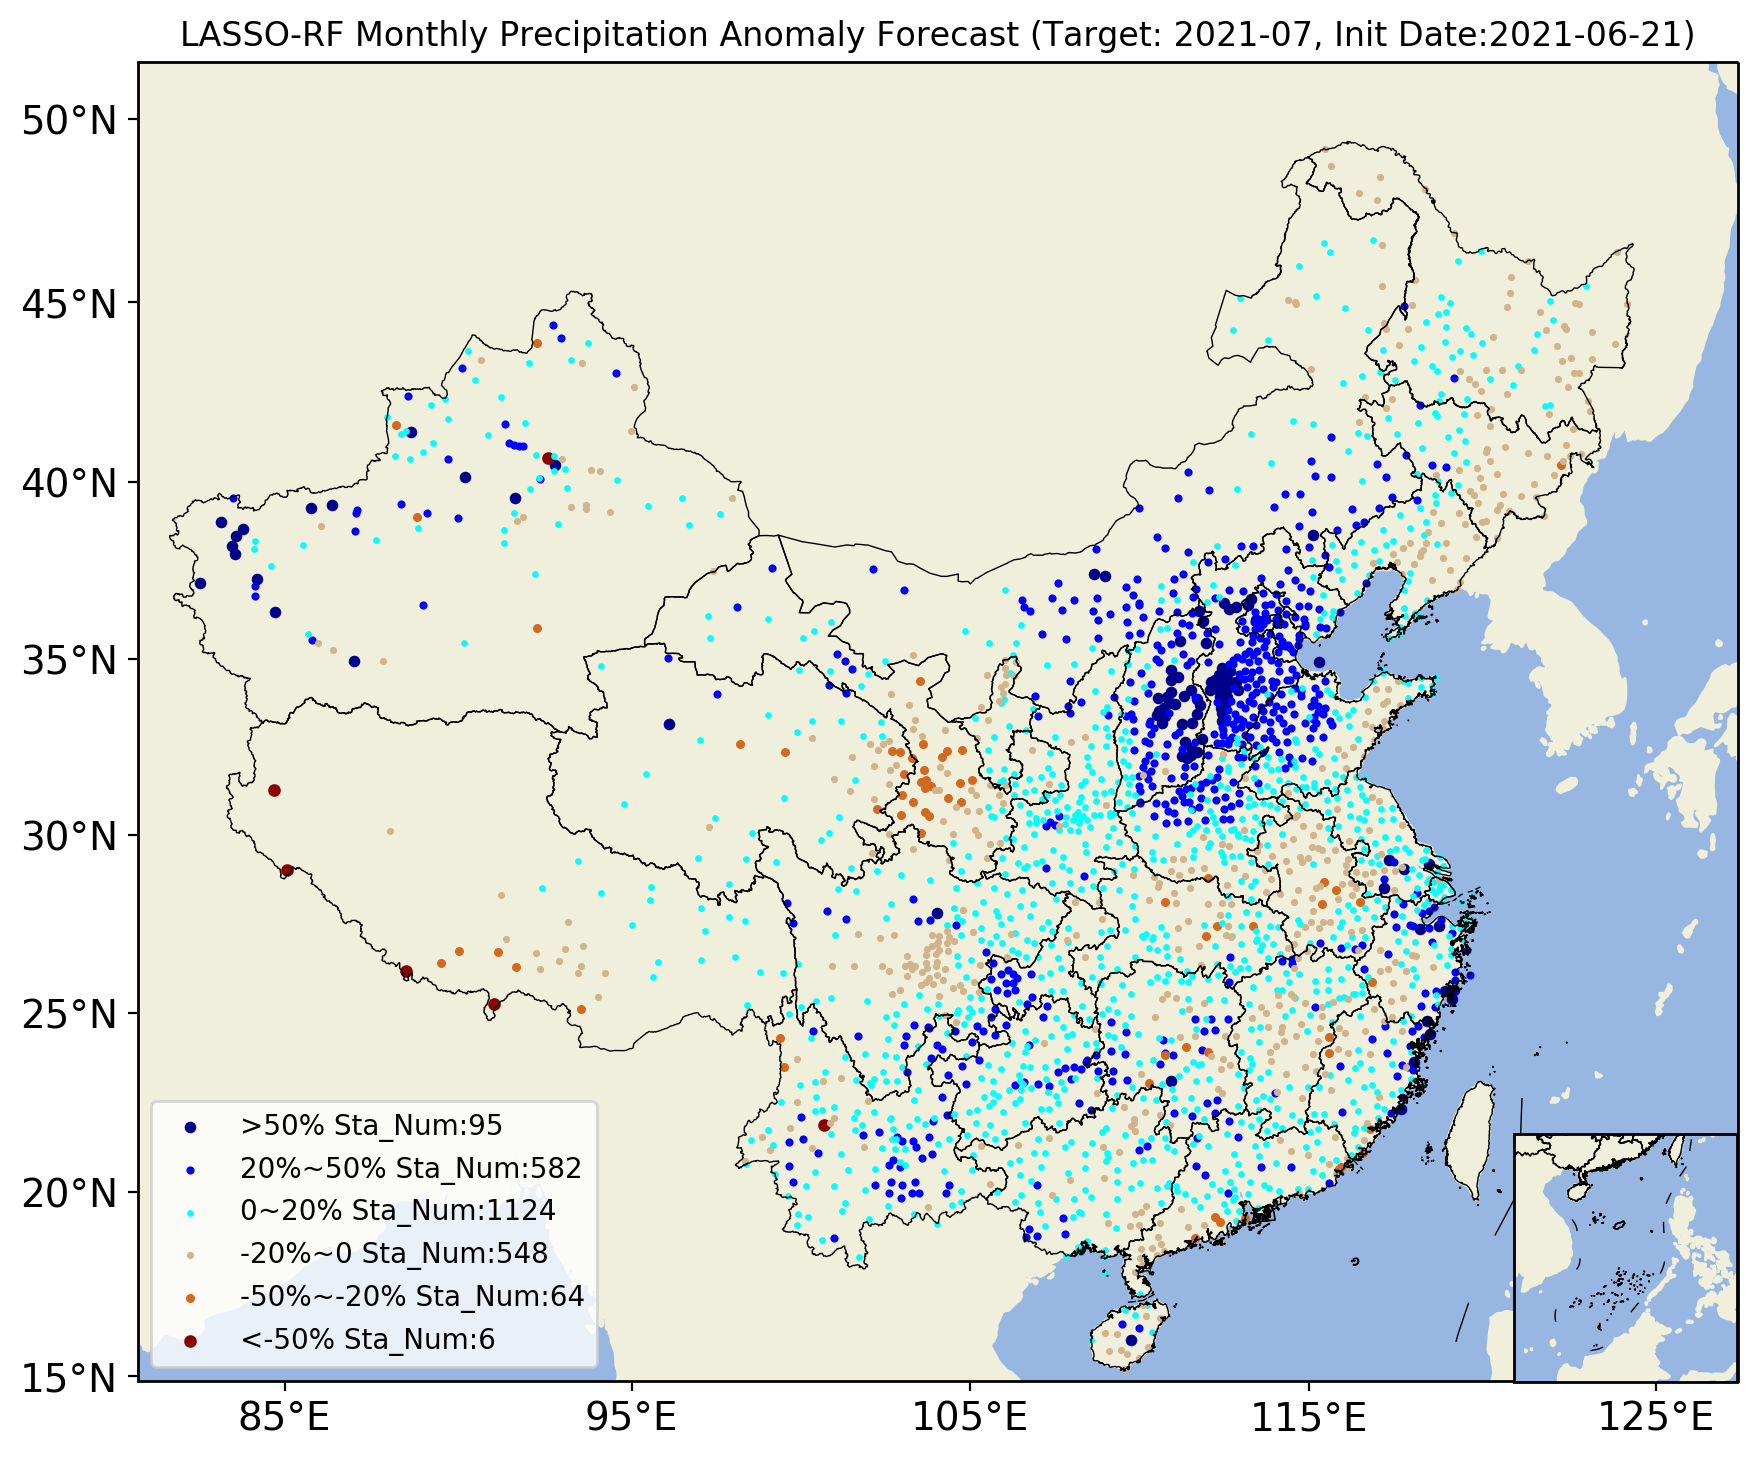 LASSO-RF Monthly Precipitation Anomaly Forecast (Target: 2021-07, Init Date:2021-06-21)
50°N
45°N
40°N
35°N
30°N
25°N
20°N
15°N
>50% Sta_Num:95
20%~50% Sta_Num:582
0~20% Sta_Num:1124
-20%~0 Sta_Num:548
-50%~-20% Sta_Num:64
<-50% Sta_Num:6
85°E
95°E
105°E
115°E
125°E